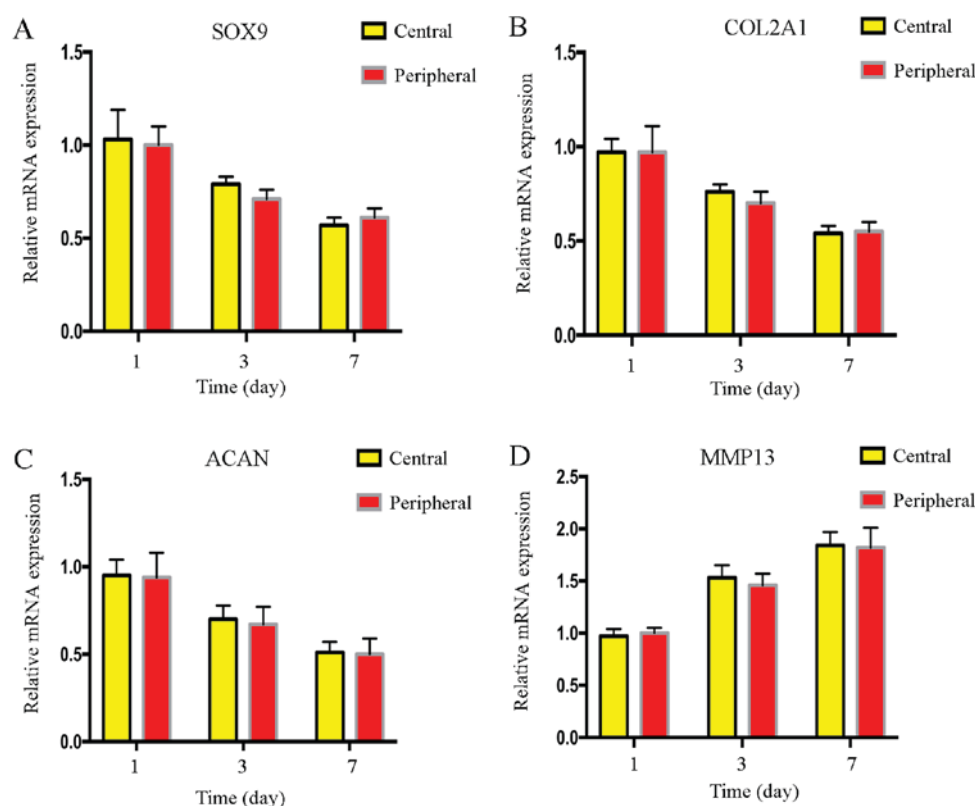 A
SOX9
Central
Peripheral
Relative mRNA expression
1.5
1.0
0.5
0.0
1 3 7
Time (day)
B
COL2A1
Central
Peripheral
Relative mRNA expression
1.5
1.0
0.5
0.0
1 3 7
Time (day)
C
ACAN
Central
Peripheral
Relative mRNA expression
1.5
1.0
0.5
0.0
1 3 7
Time (day)
D
MMP13
Central
Peripheral
Relative mRNA expression
2.5
2.0
1.5
1.0
0.5
0.0
1 3 7
Time (day)